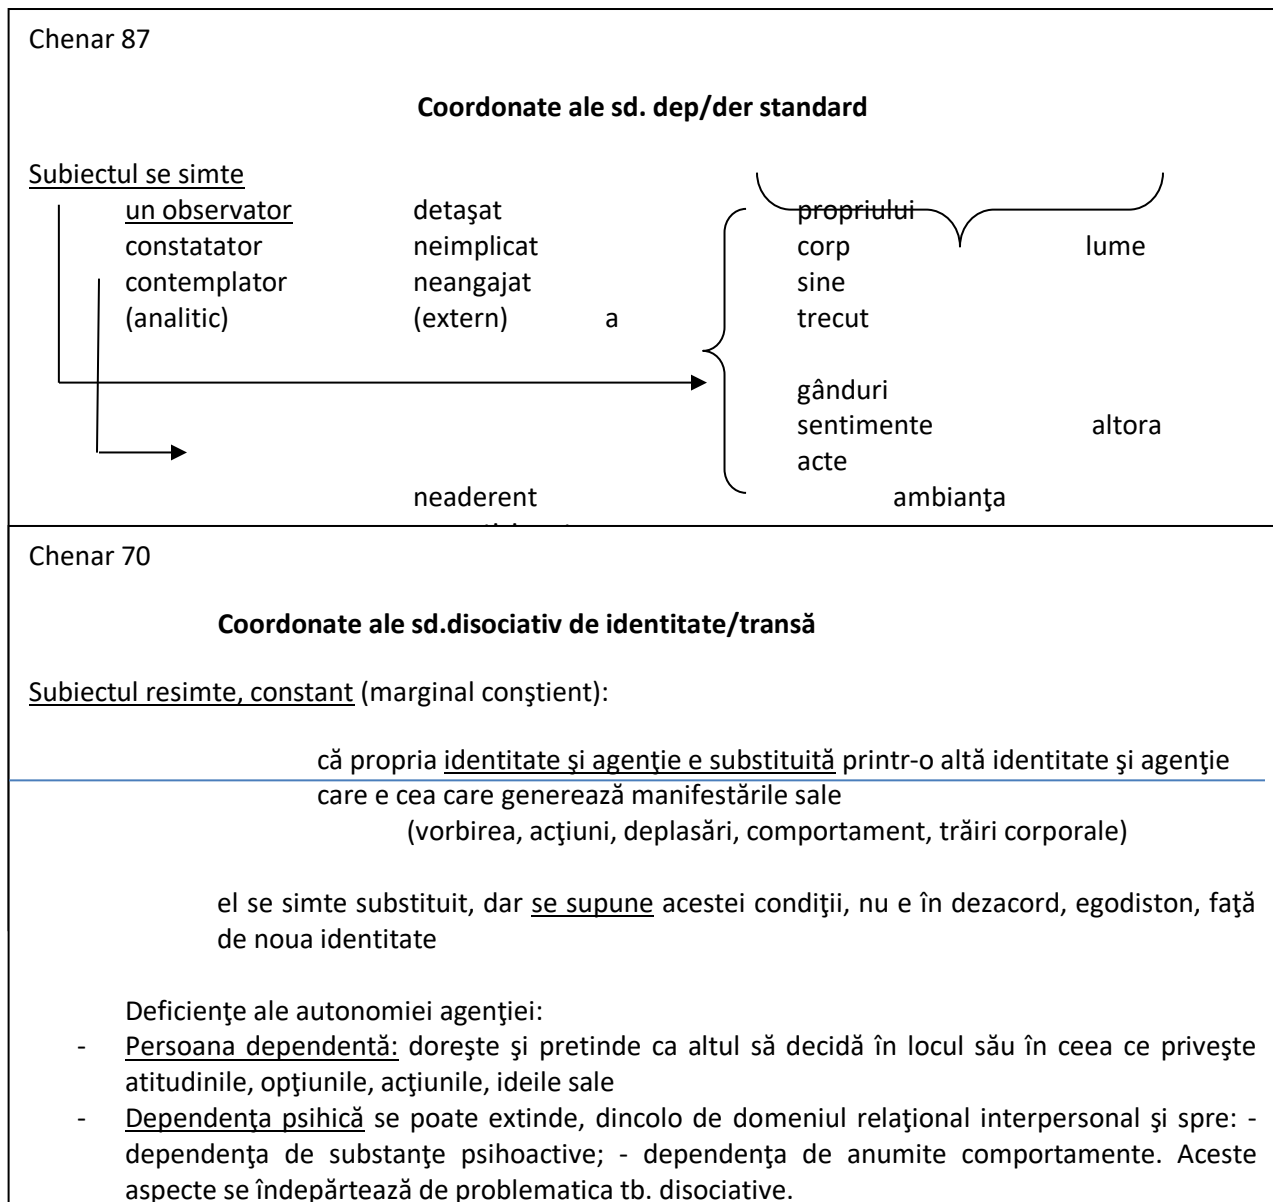 Chenar 87
Coordonate ale sd. dep/der standard
Subiectul se simte
un observator detaşat propriului
constatator neimplicat corp lume
contemplator neangajat sine
(analitic) (extern) a trecut
gânduri
sentimente altora
acte
neaderent ambianţa
Chenar 70
Coordonate ale sd.disociativ de identitate/transă
Subiectul resimte, constant (marginal conştient):
că propria identitate şi agenţie e substituită printr-o altă identitate şi agenţie
care e cea care generează manifestările sale
(vorbirea, acţiuni, deplasări, comportament, trăiri corporale)
el se simte substituit, dar se supune acestei condiţii, nu e în dezacord, egodiston, faţă
de noua identitate
Deficienţe ale autonomiei agenţiei:
- Persoana dependentă: doreşte şi pretinde ca altul să decidă în locul său în ceea ce priveşte
atitudinile, opţiunile, acţiunile, ideile sale
- Dependenţa psihică se poate extinde, dincolo de domeniul relaţional interpersonal şi spre: -
dependenţa de substanţe psihoactive; - dependenţa de anumite comportamente. Aceste
aspecte se îndepărtează de problematica tb. disociative.